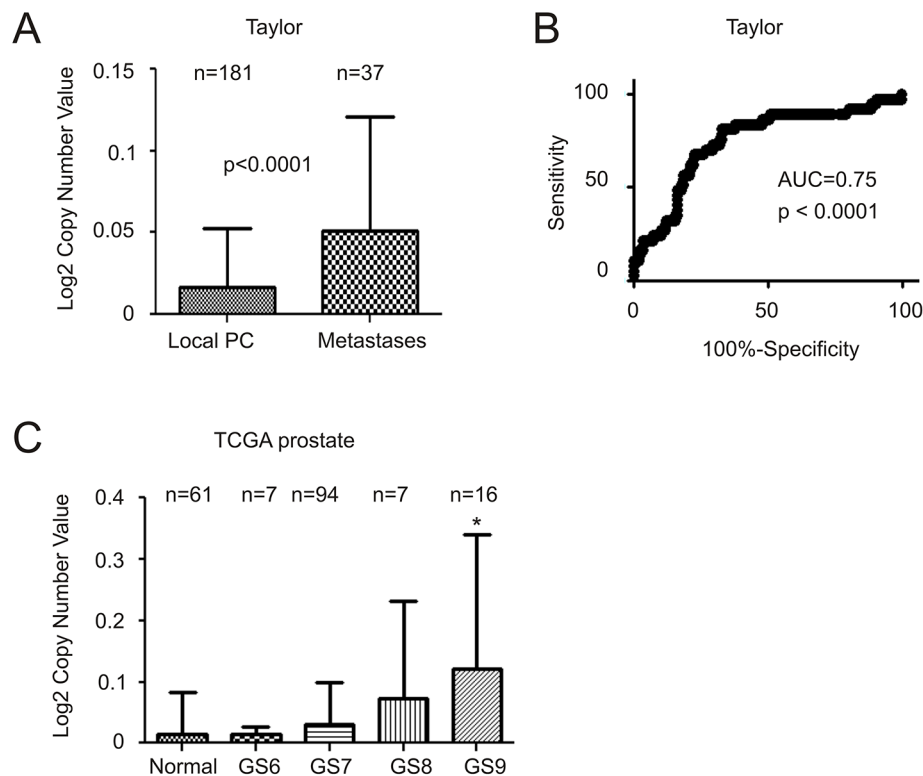 A
Taylor
n=181 n=37
Log2 Copy Number Value
0.15
0.1
0.05
0
p<0.0001
Local PC Metastases
B
Taylor
Sensitivity
100
50
0
AUC=0.75
p < 0.0001
0 50 100
100%-Specificity
C
TCGA prostate
n=61 n=7 n=94 n=7 n=16
*
Log2 Copy Number Value
0.4
0.3
0.2
0.1
0
Normal GS6 GS7 GS8 GS9